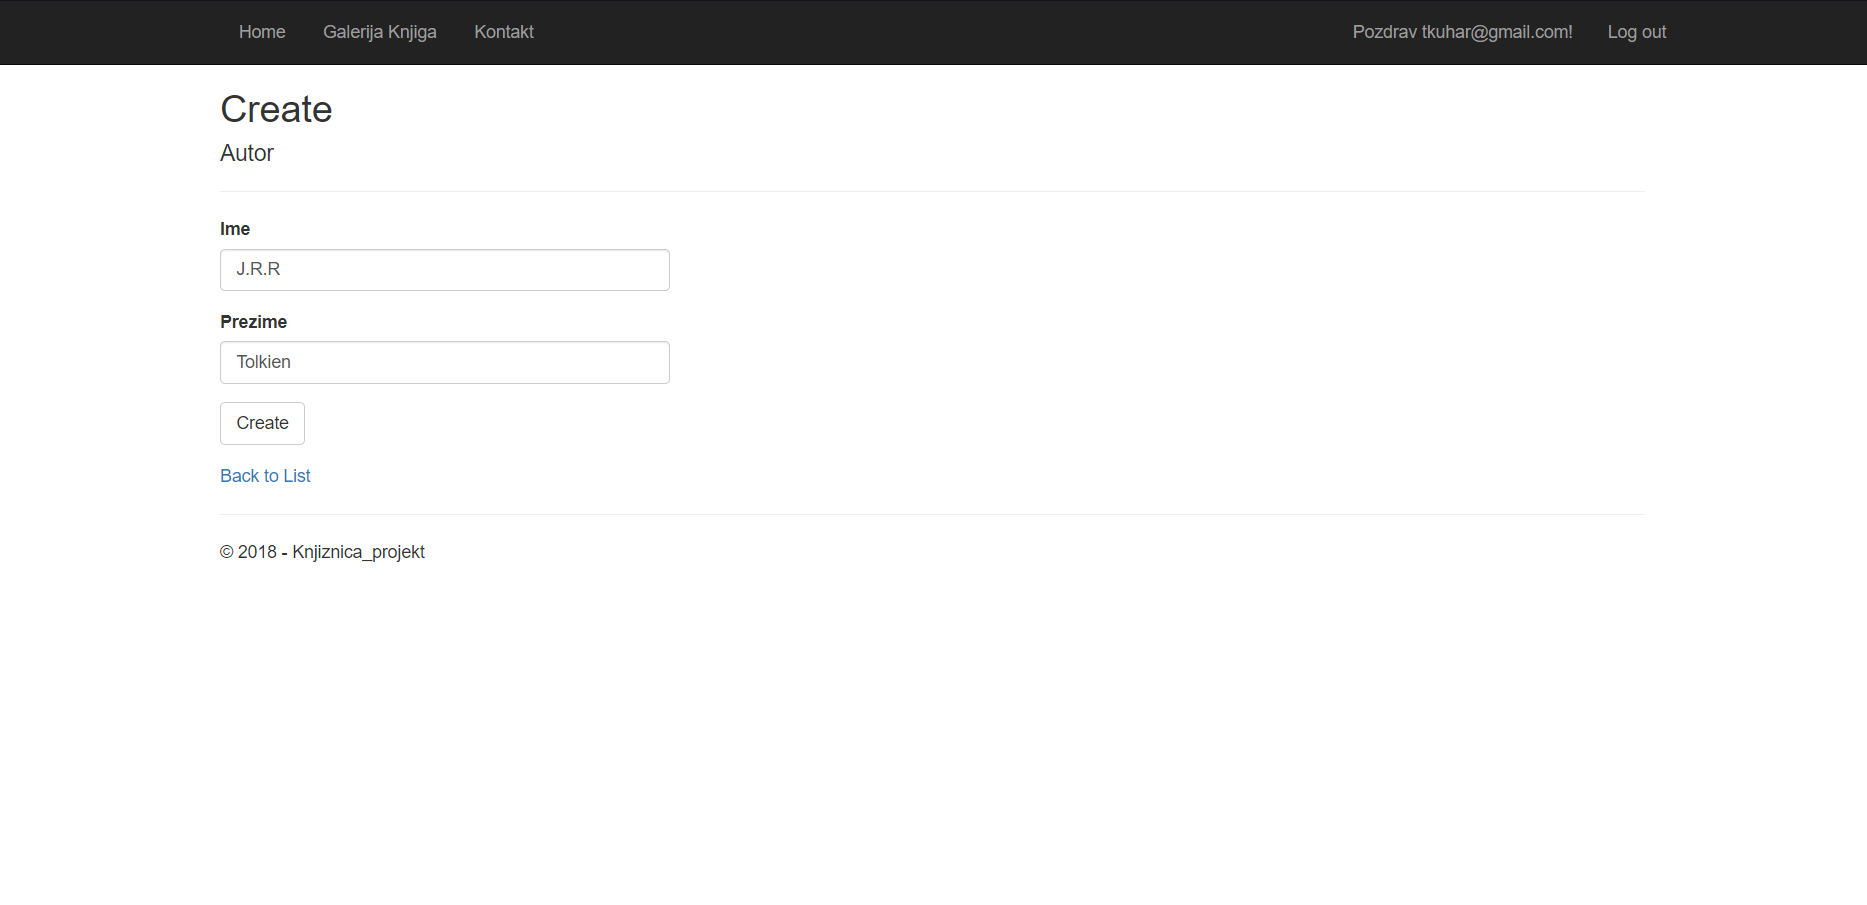 Home Galerija Knjiga Kontakt Pozdrav tkuhar@gmail.com! Log out
Create
Autor
Ime
J.R.R
Prezime
Tolkien
Create
Back to List
© 2018 - Knjiznica_projekt